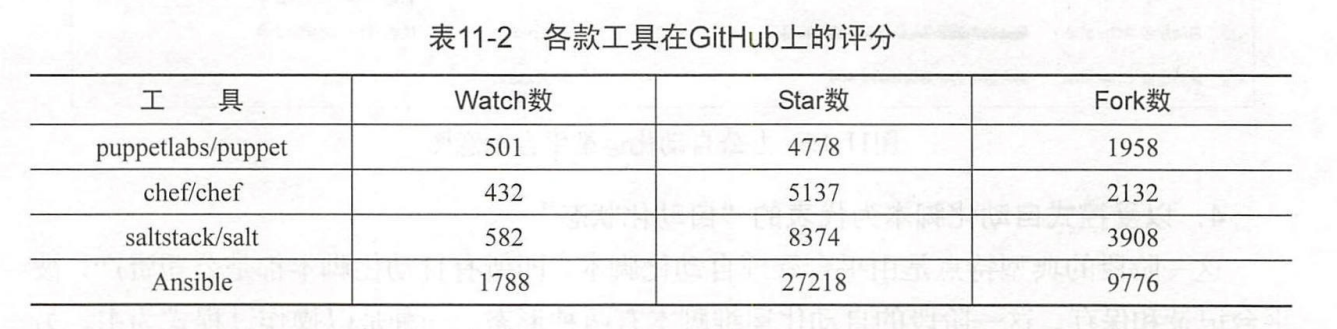 表11-2 各款工具在GitHub上的评分
工 具 Watch数 Star数 Fork数
puppetlabs/puppet 501 4778 1958
chef/chef 432 5137 2132
saltstack/salt 582 8374 3908
Ansible 1788 27218 9776